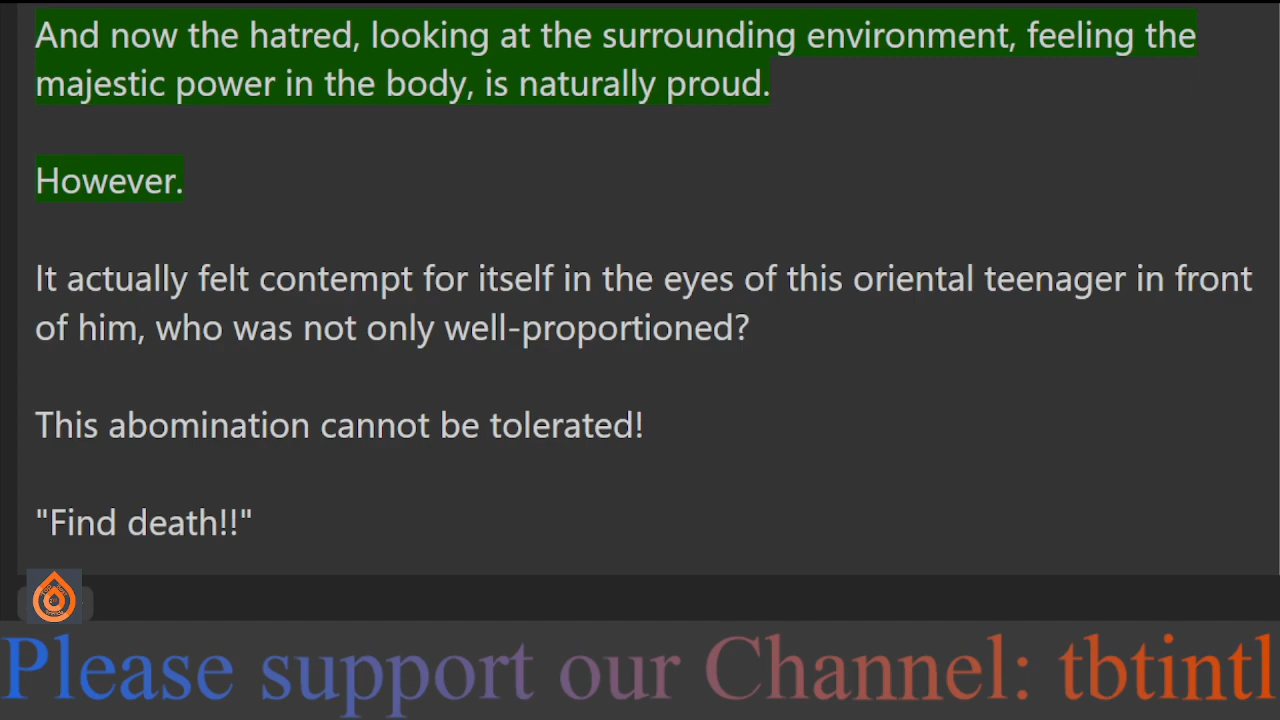 And now the hatred, looking at the surrounding environment, feeling the
majestic power in the body, is naturally proud.
However.
It actually felt contempt for itself in the eyes of this oriental teenager in front
of him, who was not only well-proportioned?
This abomination cannot be tolerated!
"Find death!!"
Please support our Channel: tbtintl